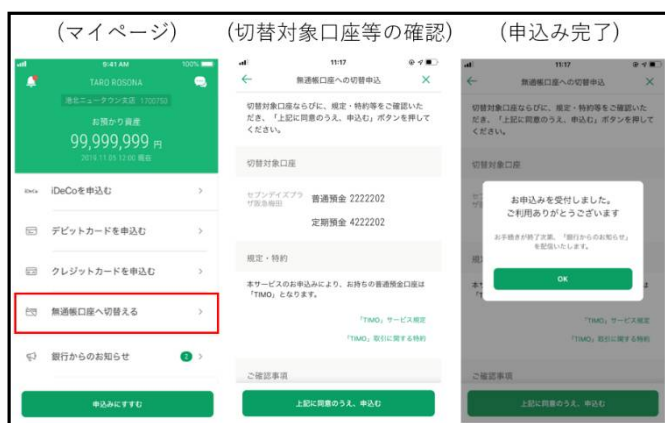 (マイページ)
(切替対象口座等の確認)
(申込み完了)
9:41 AM
100%
TARO ROSONA
港北ニュータウン支店 1700753
お預かり資産
99,999,999 円
2019.11.05 12:00 現在
iDeCo
iDeCoを申込む
デビットカードを申込む
クレジットカードを申込む
無通帳口座へ切替える
銀行からのお知らせ
申込みにすすむ
11:17
無通帳口座への切替申込
切替対象口座ならびに、規定・特約等をご確認いた
だき、「上記に同意のうえ、申込む」ボタンを押して
ください。
切替対象口座
セブンデイズプラ
ザ阪急梅田
普通預金 2222202
定期預金 4222202
規定・特約
本サービスのお申込みにより、お持ちの普通預金口座は
「TIMO」となります。
「TIMO」サービス規定
「TIMO」取引に関する特約
ご確認事項
上記に同意のうえ、申込む
11:17
無通帳口座への切替申込
切替対象口座ならびに、規定・特約等をご確認いた
だき、「上記に同意のうえ、申込む」ボタンを押して
ください。
切替対象口座
お申込みを受付しました。
ご利用ありがとうございます
お手続きが終了次第、「銀行からのお知らせ」
を配信いたします。
OK
「TIMO」サービス規定
「TIMO」取引に関する特約
ご確認事項
上記に同意のうえ、申込む